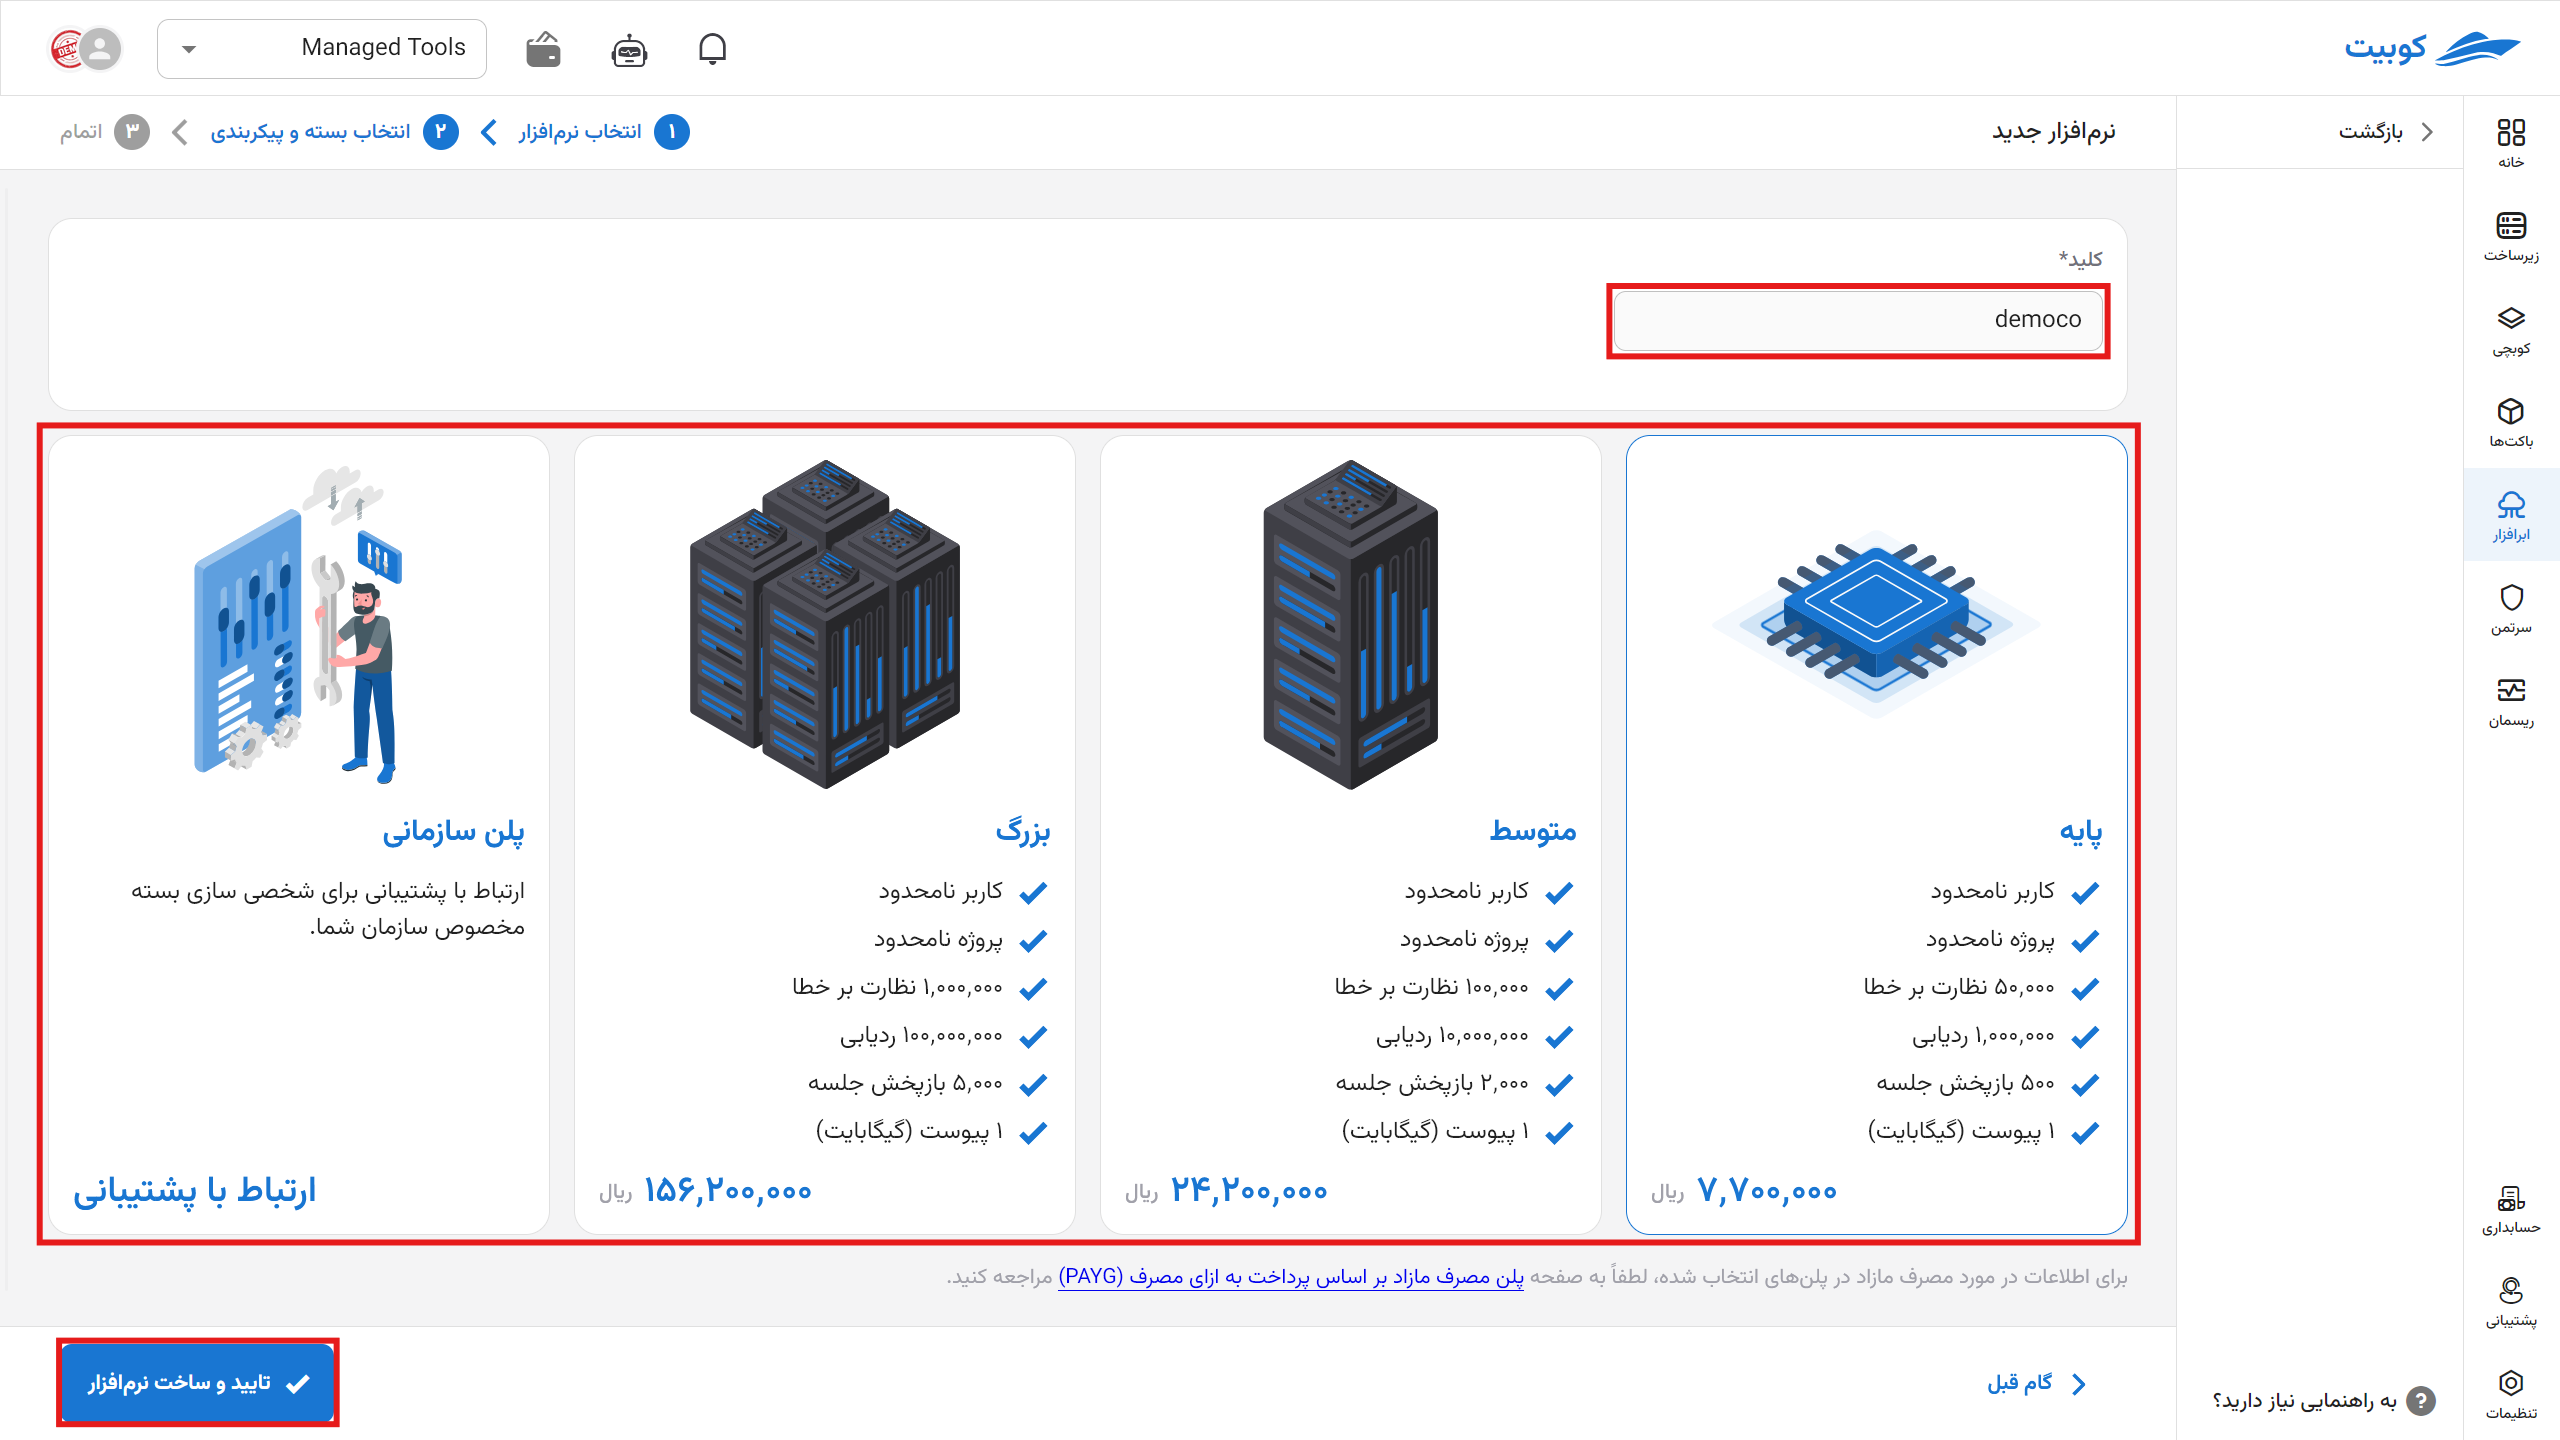 کوبیت
Managed Tools
DEMO
بازگشت
نرم‌افزار جدید
۱ انتخاب نرم‌افزار
۲ انتخاب بسته و پیکربندی
۳ اتمام
خانه
زیرساخت
کوبچی
باکت‌ها
ابرافزار
سرتمن
ریسمان
حسابداری
پشتیبانی
تنظیمات
کلید*
democo
پایه
کاربر نامحدود
پروژه نامحدود
۵۰,۰۰۰ نظارت بر خطا
۱,۰۰۰,۰۰۰ ردیابی
۵۰۰ بازپخش جلسه
۱ پیوست (گیگابایت)
۷,۷۰۰,۰۰۰ ریال
متوسط
کاربر نامحدود
پروژه نامحدود
۱۰۰,۰۰۰ نظارت بر خطا
۱۰,۰۰۰,۰۰۰ ردیابی
۲,۰۰۰ بازپخش جلسه
۱ پیوست (گیگابایت)
۲۴,۲۰۰,۰۰۰ ریال
بزرگ
کاربر نامحدود
پروژه نامحدود
۱,۰۰۰,۰۰۰ نظارت بر خطا
۱۰۰,۰۰۰,۰۰۰ ردیابی
۵,۰۰۰ بازپخش جلسه
۱ پیوست (گیگابایت)
۱۵۶,۲۰۰,۰۰۰ ریال
پلن سازمانی
ارتباط با پشتیبانی برای شخصی سازی بسته
مخصوص سازمان شما.
ارتباط با پشتیبانی
برای اطلاعات در مورد مصرف مازاد در پلن‌های انتخاب شده، لطفاً به صفحه پلن مصرف مازاد بر اساس پرداخت به ازای مصرف (PAYG) مراجعه کنید.
گام قبل
تایید و ساخت نرم‌افزار
به راهنمایی نیاز دارید؟